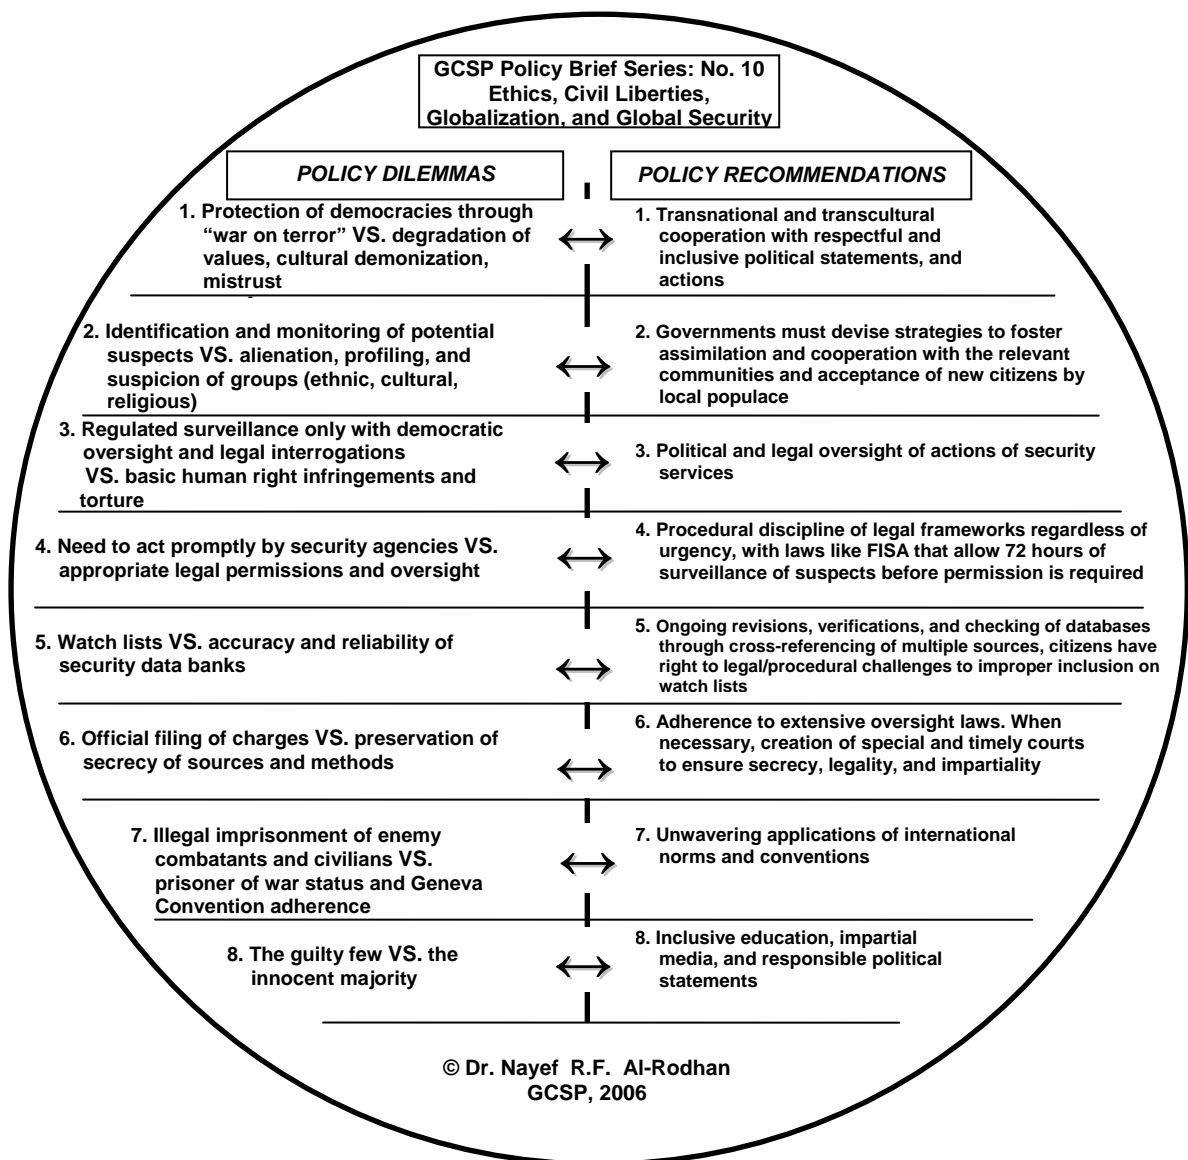 GCSP Policy Brief Series: No. 10
Ethics, Civil Liberties,
Globalization, and Global Security
POLICY DILEMMAS
POLICY RECOMMENDATIONS
1. Protection of democracies through
“war on terror” VS. degradation of
values, cultural demonization,
mistrust
1. Transnational and transcultural
cooperation with respectful and
inclusive political statements, and
actions
2. Identification and monitoring of potential
suspects VS. alienation, profiling, and
suspicion of groups (ethnic, cultural,
religious)
2. Governments must devise strategies to foster
assimilation and cooperation with the relevant
communities and acceptance of new citizens by
local populace
3. Regulated surveillance only with democratic
oversight and legal interrogations
VS. basic human right infringements and
torture
3. Political and legal oversight of actions of security
services
4. Need to act promptly by security agencies VS.
appropriate legal permissions and oversight
4. Procedural discipline of legal frameworks regardless of
urgency, with laws like FISA that allow 72 hours of
surveillance of suspects before permission is required
5. Watch lists VS. accuracy and reliability of
security data banks
5. Ongoing revisions, verifications, and checking of databases
through cross-referencing of multiple sources, citizens have
right to legal/procedural challenges to improper inclusion on
watch lists
6. Official filing of charges VS. preservation of
secrecy of sources and methods
6. Adherence to extensive oversight laws. When
necessary, creation of special and timely courts
to ensure secrecy, legality, and impartiality
7. Illegal imprisonment of enemy
combatants and civilians VS.
prisoner of war status and Geneva
Convention adherence
7. Unwavering applications of international
norms and conventions
8. The guilty few VS. the
innocent majority
8. Inclusive education, impartial
media, and responsible political
statements
© Dr. Nayef R.F. Al-Rodhan
GCSP, 2006